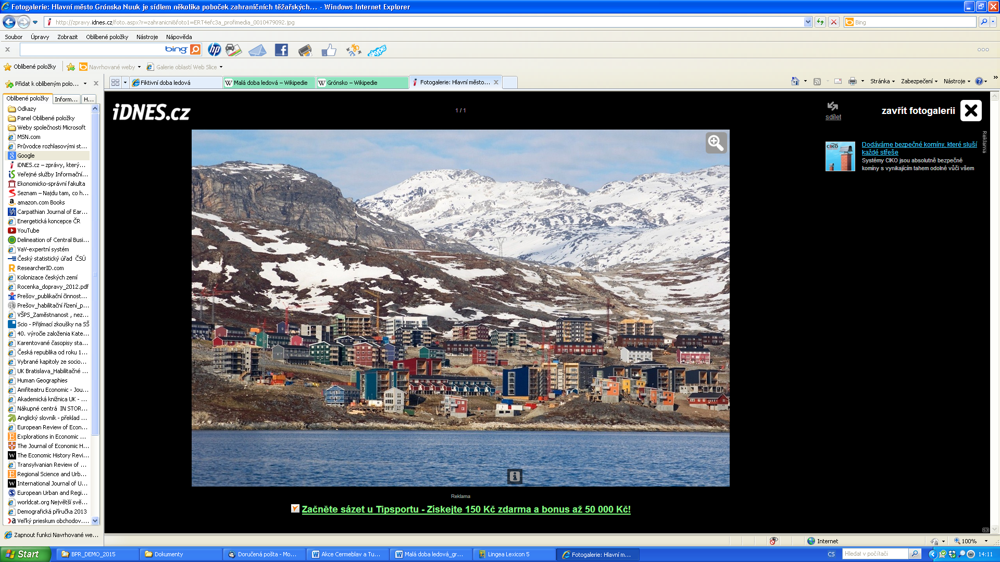 Fotogalerie: Hlavní město Grónska Nuuk je sídlem několika poboček zahraničních těžařských... - Windows Internet Explorer
http://zpravy.idnes.cz/foto.aspx?r=zahranicni&foto1=ERT4efc3a_profimedia_0010479092.jpg
Bing
Soubor Úpravy Zobrazit Oblíbené položky Nástroje Nápověda
x bing hp skype
Oblíbené položky Navrhované weby Galerie oblastí Web Slice
Přidat k oblíbeným polo... x
Fiktivní doba ledová
Malá doba ledová – Wikipedie
Grónsko – Wikipedie
Fotogalerie: Hlavní město... x
Stránka Zabezpečení Nástroje
Oblíbené položky Inform... H...
Odkazy
Panel Oblíbené položky
Weby společnosti Microsoft
MSN.com
Průvodce rozhlasovými st...
Google
iDNES.cz – zprávy, který...
Veřejné služby Informační...
Ekonomicko-správní fakulta
Seznam – Najdu tam, co h...
amazon.com Books
Carpathian Journal of Ear...
Energetická koncepce ČR
YouTube
Delineation of Central Busi...
VaV-expertní systém
Český statistický úřad ČSÚ
ResearcherID.com
Kolonizace českých zemí
Rocenka_dopravy_2012.pdf
Prešov_publikační činnost...
Prešov_habilitační řízení_p...
VŠPS_Zaměstnanost , nez...
Scio - Přijímací zkoušky na SŠ
40. výročie založenia Kate...
Karentované časopisy sta...
Česká republika od roku 1...
Vybrané kapitoly ze socio...
UK Bratislava_Habilitačné ...
Human Geographies
Amfiteatru Economic - Jou...
Akademická knižnica UK - ...
Nákupné centrá IN STOR...
Anglický slovník - překlad ...
European Review of Econ...
Explorations in Economic ...
The Journal of Economic H...
The Economic History Revi...
Transylvanian Review of ...
Regional Science and Urb...
International Journal of U...
European Urban and Regi...
worldcat.org Největší svě...
Demografická příručka 2013
Veľký prieskum obchodov....
Zapnout funkci Navrhované we...
iDNES.cz
1 / 1
sdílet
zavřít fotogalerii
Reklama
CIKO
Dodáváme bezpečné komíny, které sluší
každé střeše
Systémy CIKO jsou absolutně bezpečné
komíny s vynikajícím tahem odolné vůči všem
Reklama
Začněte sázet u Tipsportu - Získejte 150 Kč zdarma a bonus až 50 000 Kč!
Internet 100%
Start
BPR_DEMO_2015
Dokumenty
Doručená pošta - Mo...
Akce Cermeblav a Tu...
Malá doba ledová_gr...
Lingea Lexicon 5
Fotogalerie: Hlavní m...
CS
Hledat v počítači
14:11